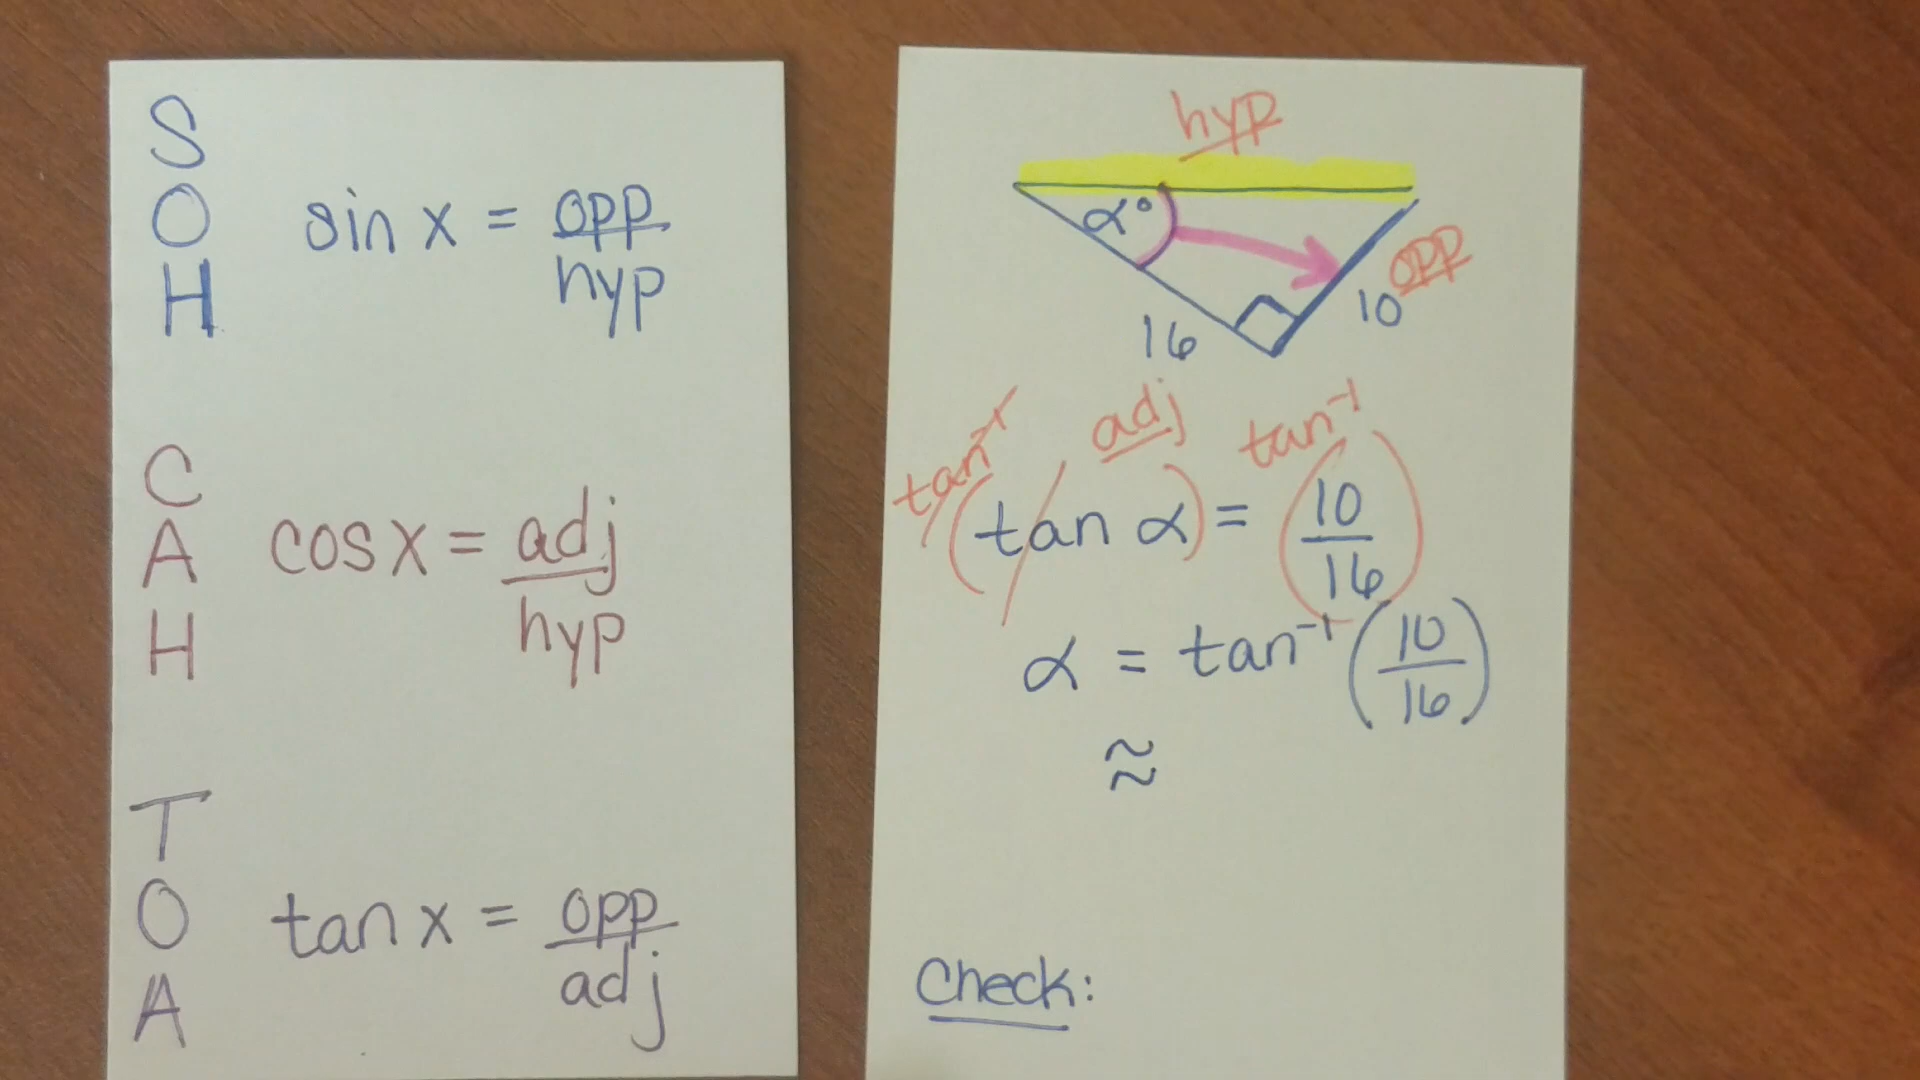 S
O
H
sin x = opp/hyp
C
A
H
cos x = adj/hyp
T
O
A
tan x = opp/adj
hyp
α°
opp
10
16
adj
tan⁻¹(tan α) = tan⁻¹(10/16)
α = tan⁻¹(10/16)
≈
Check: